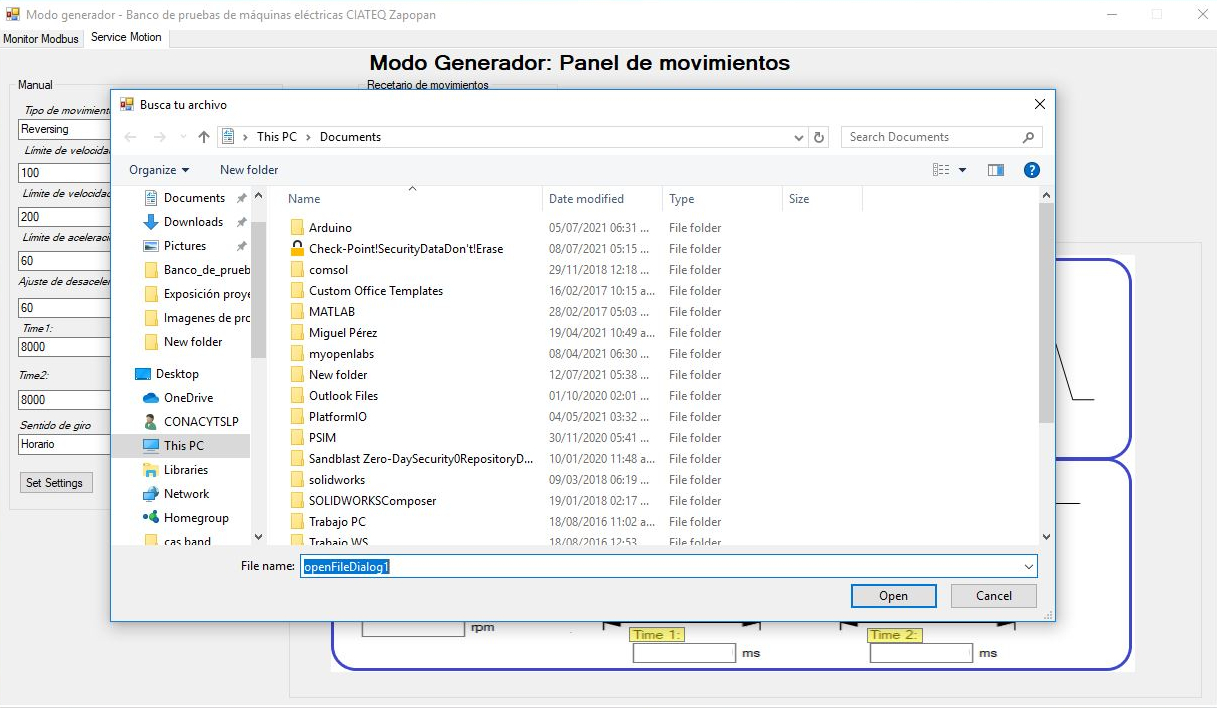 Modo generador - Banco de pruebas de máquinas eléctricas CIATEQ Zapopan
Monitor Modbus Service Motion
Modo Generador: Panel de movimientos
Manual
Recetario de movimientos
Tipo de movimient
Reversing
Límite de velocida
100
Límite de velocidad
200
Límite de aceleraci
60
Ajuste de desaceler
60
Time1:
8000
Time2:
8000
Sentido de giro
Horario
Set Settings
Busca tu archivo
This PC > Documents
Search Documents
Organize New folder
Documents
Downloads
Pictures
Banco_de_prueb
Exposición proye
Imagenes de prc
New folder
Desktop
OneDrive
CONACYTSLP
This PC
Libraries
Network
Homegroup
cas band
Name Date modified Type Size
Arduino 05/07/2021 06:31 ... File folder
Check-Point!SecurityDataDon't!Erase 08/07/2021 05:15 ... File folder
comsol 29/11/2018 12:18 ... File folder
Custom Office Templates 16/02/2017 10:15 a... File folder
MATLAB 28/02/2017 05:03 ... File folder
Miguel Pérez 19/04/2021 10:49 a... File folder
myopenlabs 08/04/2021 06:30 ... File folder
New folder 12/07/2021 05:38 ... File folder
Outlook Files 01/10/2020 02:01 ... File folder
PlatformIO 04/05/2021 03:32 ... File folder
PSIM 30/11/2020 05:41 ... File folder
Sandblast Zero-DaySecurity0RepositoryD... 10/01/2020 11:48 a... File folder
solidworks 09/03/2018 06:19 ... File folder
SOLIDWORKSComposer 19/01/2018 02:17 ... File folder
Trabajo PC 18/08/2016 11:02 a... File folder
Trabajo WS 18/08/2016 12:53 File folder
File name: openFileDialog1
Open Cancel
rpm
Time 1: Time 2:
ms ms